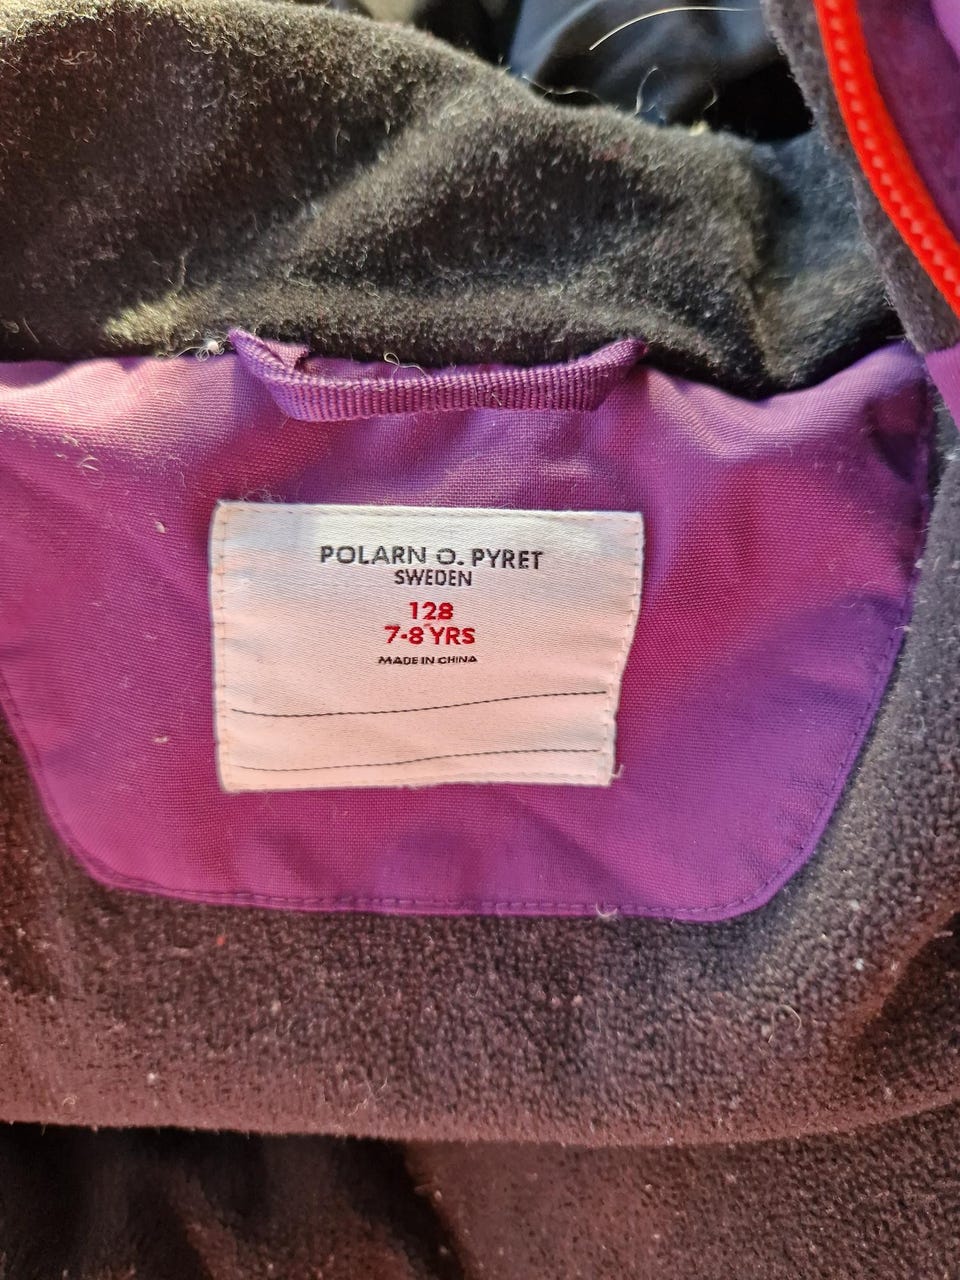 POLARN O. PYRET
SWEDEN
128
7-8 YRS
MADE IN CHINA